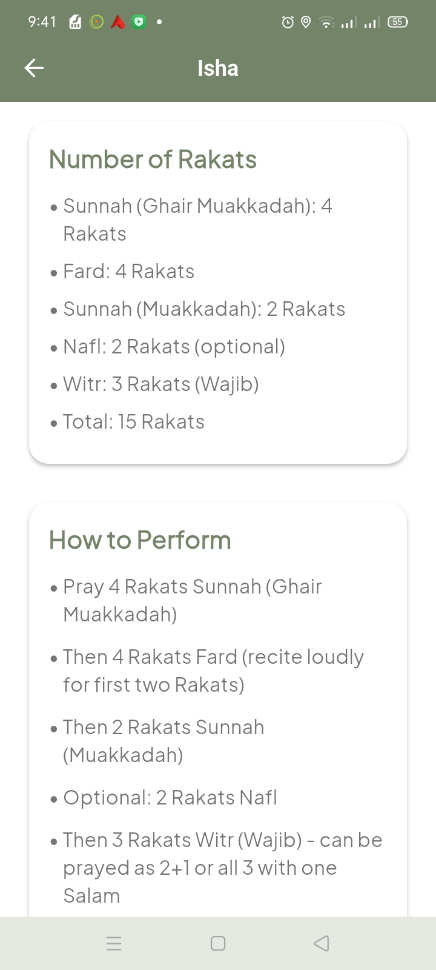 9:41
55
Isha
Number of Rakats
• Sunnah (Ghair Muakkadah): 4
Rakats
• Fard: 4 Rakats
• Sunnah (Muakkadah): 2 Rakats
• Nafl: 2 Rakats (optional)
• Witr: 3 Rakats (Wajib)
• Total: 15 Rakats
How to Perform
• Pray 4 Rakats Sunnah (Ghair
Muakkadah)
• Then 4 Rakats Fard (recite loudly
for first two Rakats)
• Then 2 Rakats Sunnah
(Muakkadah)
• Optional: 2 Rakats Nafl
• Then 3 Rakats Witr (Wajib) - can be
prayed as 2+1 or all 3 with one
Salam